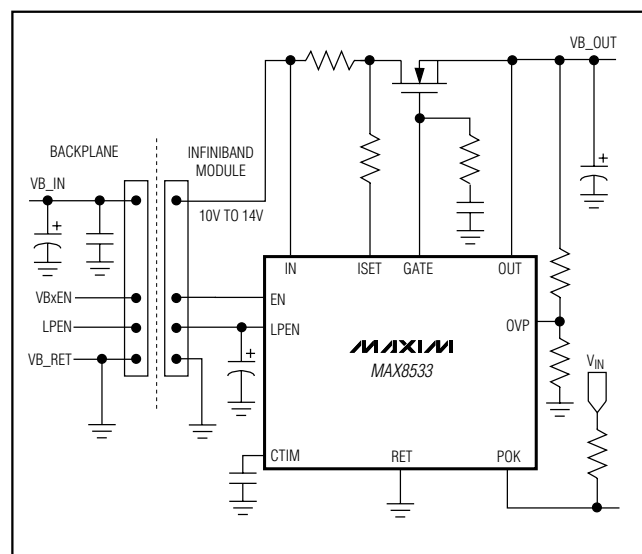 VB_OUT
BACKPLANE
INFINIBAND
MODULE
VB_IN
10V TO 14V
IN
ISET
GATE
OUT
VBxEN
EN
OVP
LPEN
LPEN
MAXIM
MAX8533
VB_RET
VIN
CTIM
RET
POK
+
+
+